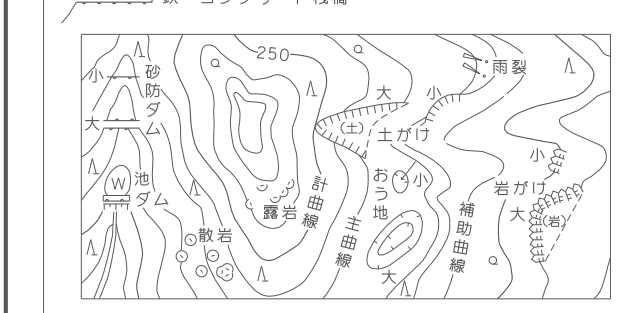 鉄・コンクリート桟橋
250
雨裂
小
砂防ダム
大
小
大
(土)
土がけ
小
W
池
ダム
計曲線
おう地
小
岩がけ
露岩
主曲線
補助曲線
大
(岩)
散岩
大